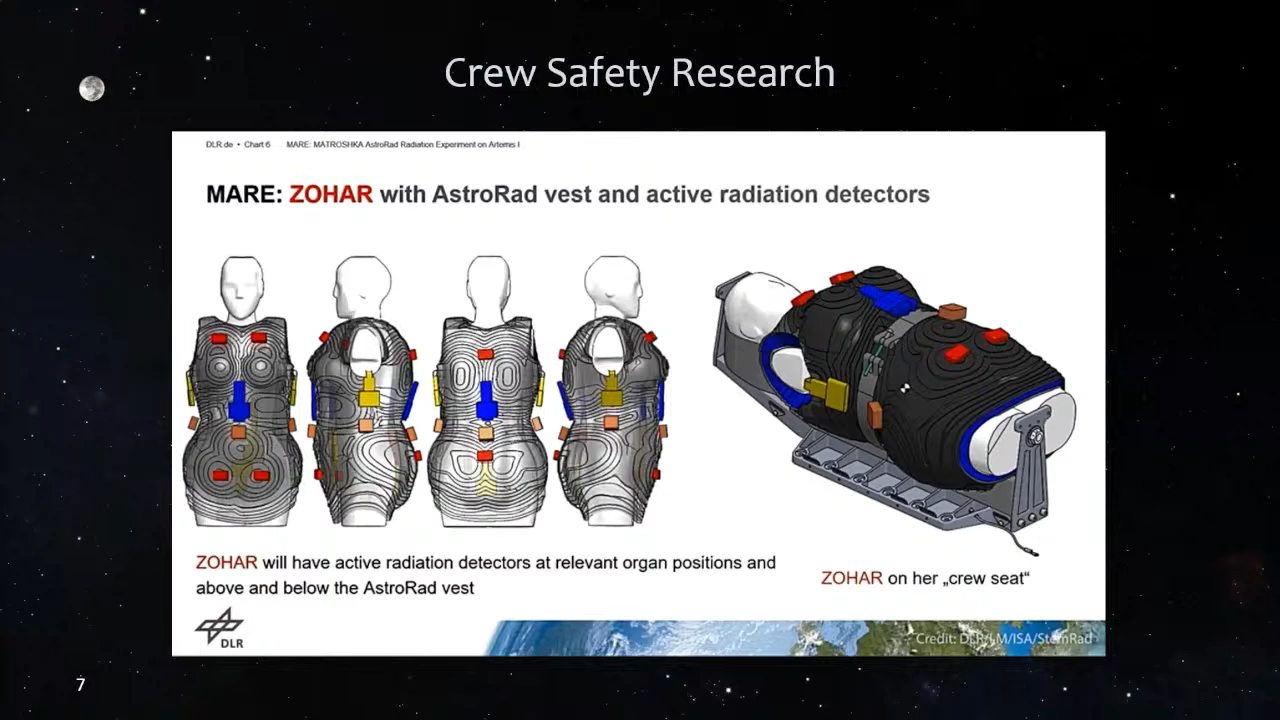 Crew Safety Research
DLR.de • Chart 6 MARE: MATROSHKA AstroRad Radiation Experiment on Artemis I
MARE: ZOHAR with AstroRad vest and active radiation detectors
ZOHAR will have active radiation detectors at relevant organ positions and
above and below the AstroRad vest
ZOHAR on her „crew seat“
DLR
Credit: DLR/LM/ISA/StemRad
7